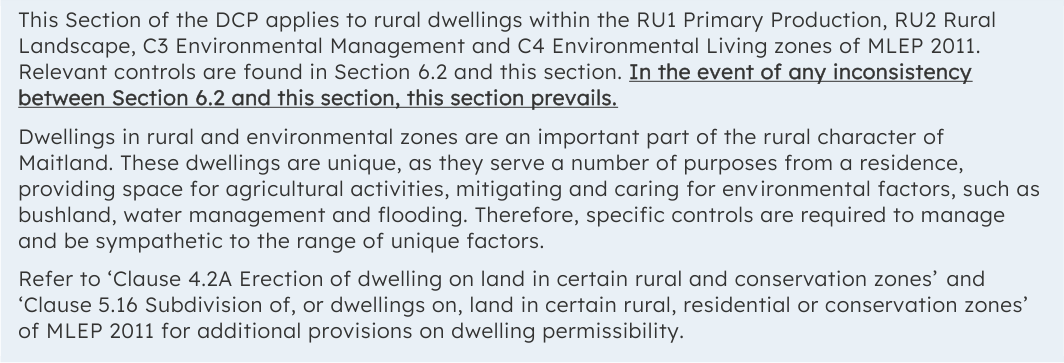 This Section of the DCP applies to rural dwellings within the RU1 Primary Production, RU2 Rural
Landscape, C3 Environmental Management and C4 Environmental Living zones of MLEP 2011.
Relevant controls are found in Section 6.2 and this section. In the event of any inconsistency
between Section 6.2 and this section, this section prevails.
Dwellings in rural and environmental zones are an important part of the rural character of
Maitland. These dwellings are unique, as they serve a number of purposes from a residence,
providing space for agricultural activities, mitigating and caring for environmental factors, such as
bushland, water management and flooding. Therefore, specific controls are required to manage
and be sympathetic to the range of unique factors.
Refer to ‘Clause 4.2A Erection of dwelling on land in certain rural and conservation zones’ and
‘Clause 5.16 Subdivision of, or dwellings on, land in certain rural, residential or conservation zones’
of MLEP 2011 for additional provisions on dwelling permissibility.